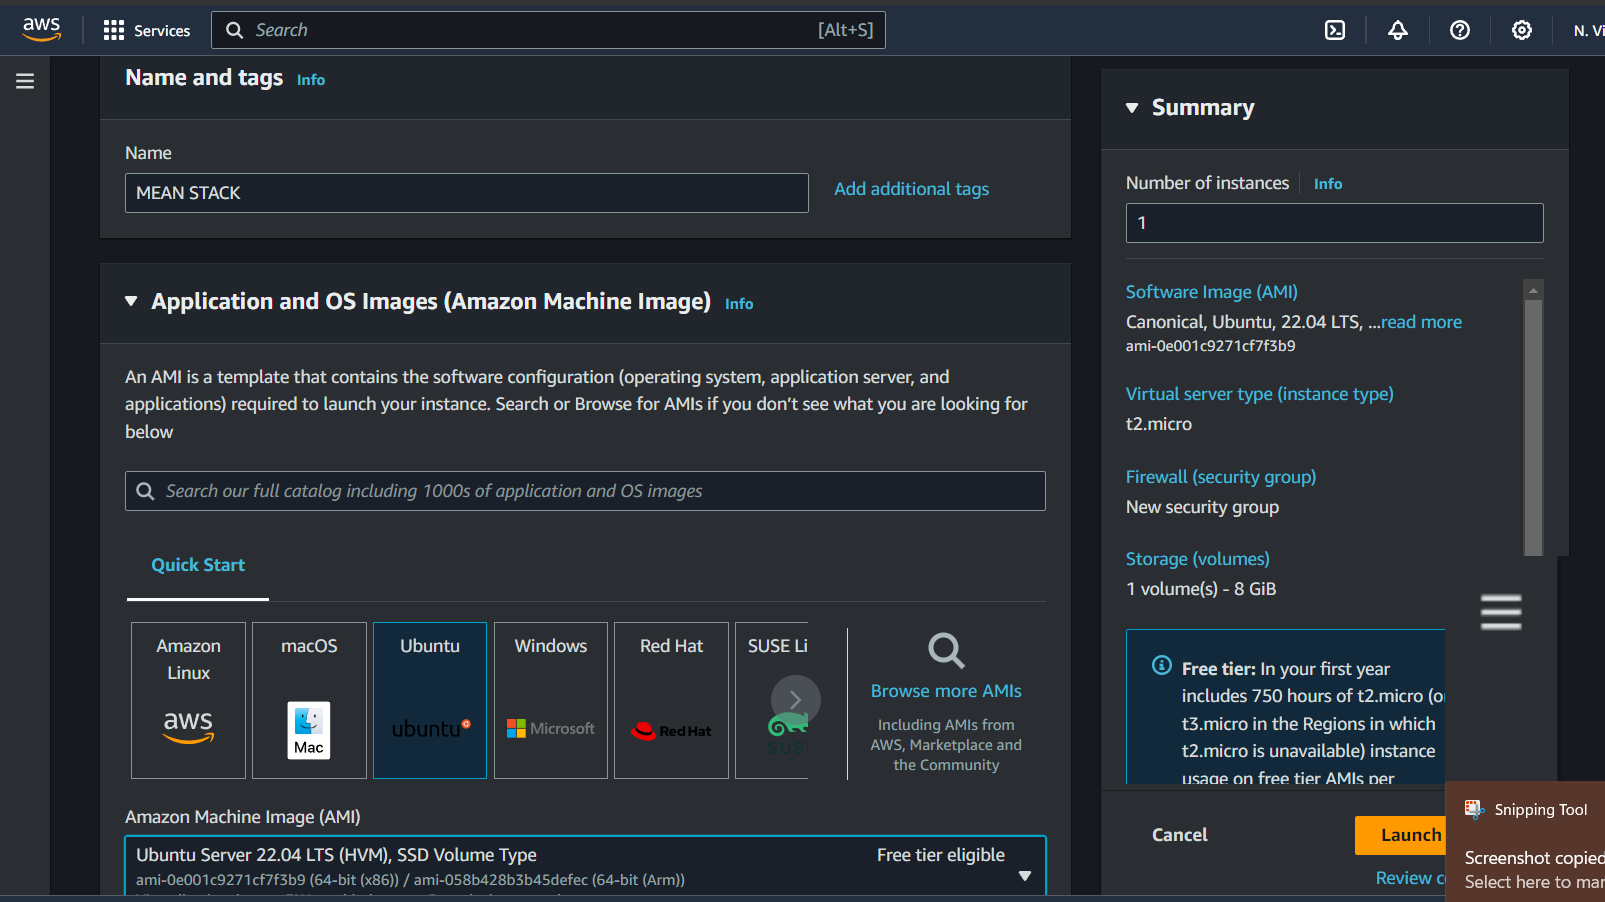 aws
Services
Search
[Alt+S]
N. Vi
Name and tags Info
Name
MEAN STACK
Add additional tags
Application and OS Images (Amazon Machine Image) Info
An AMI is a template that contains the software configuration (operating system, application server, and
applications) required to launch your instance. Search or Browse for AMIs if you don’t see what you are looking for
below
Search our full catalog including 1000s of application and OS images
Quick Start
Amazon
Linux
aws
macOS
Mac
Ubuntu
ubuntu
Windows
Microsoft
Red Hat
Red Hat
SUSE Li
SUS
Browse more AMIs
Including AMIs from
AWS, Marketplace and
the Community
Amazon Machine Image (AMI)
Ubuntu Server 22.04 LTS (HVM), SSD Volume Type
Free tier eligible
ami-0e001c9271cf7f3b9 (64-bit (x86)) / ami-058b428b3b45defec (64-bit (Arm))
Summary
Number of instances Info
1
Software Image (AMI)
Canonical, Ubuntu, 22.04 LTS, ...read more
ami-0e001c9271cf7f3b9
Virtual server type (instance type)
t2.micro
Firewall (security group)
New security group
Storage (volumes)
1 volume(s) - 8 GiB
Free tier: In your first year
includes 750 hours of t2.micro (or
t3.micro in the Regions in which
t2.micro is unavailable) instance
usage on free tier AMIs per
Cancel
Launch
Review c
Snipping Tool
Screenshot copied
Select here to mar